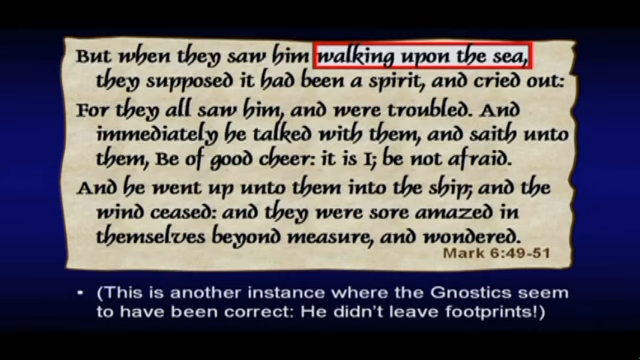 But when they saw him walking upon the sea,
they supposed it had been a spirit, and cried out:
For they all saw him, and were troubled. And
immediately he talked with them, and saith unto
them, Be of good cheer: it is I; be not afraid.
And he went up unto them into the ship; and the
wind ceased: and they were sore amazed in
themselves beyond measure, and wondered.
Mark 6:49-51
• (This is another instance where the Gnostics seem
to have been correct: He didn't leave footprints!)